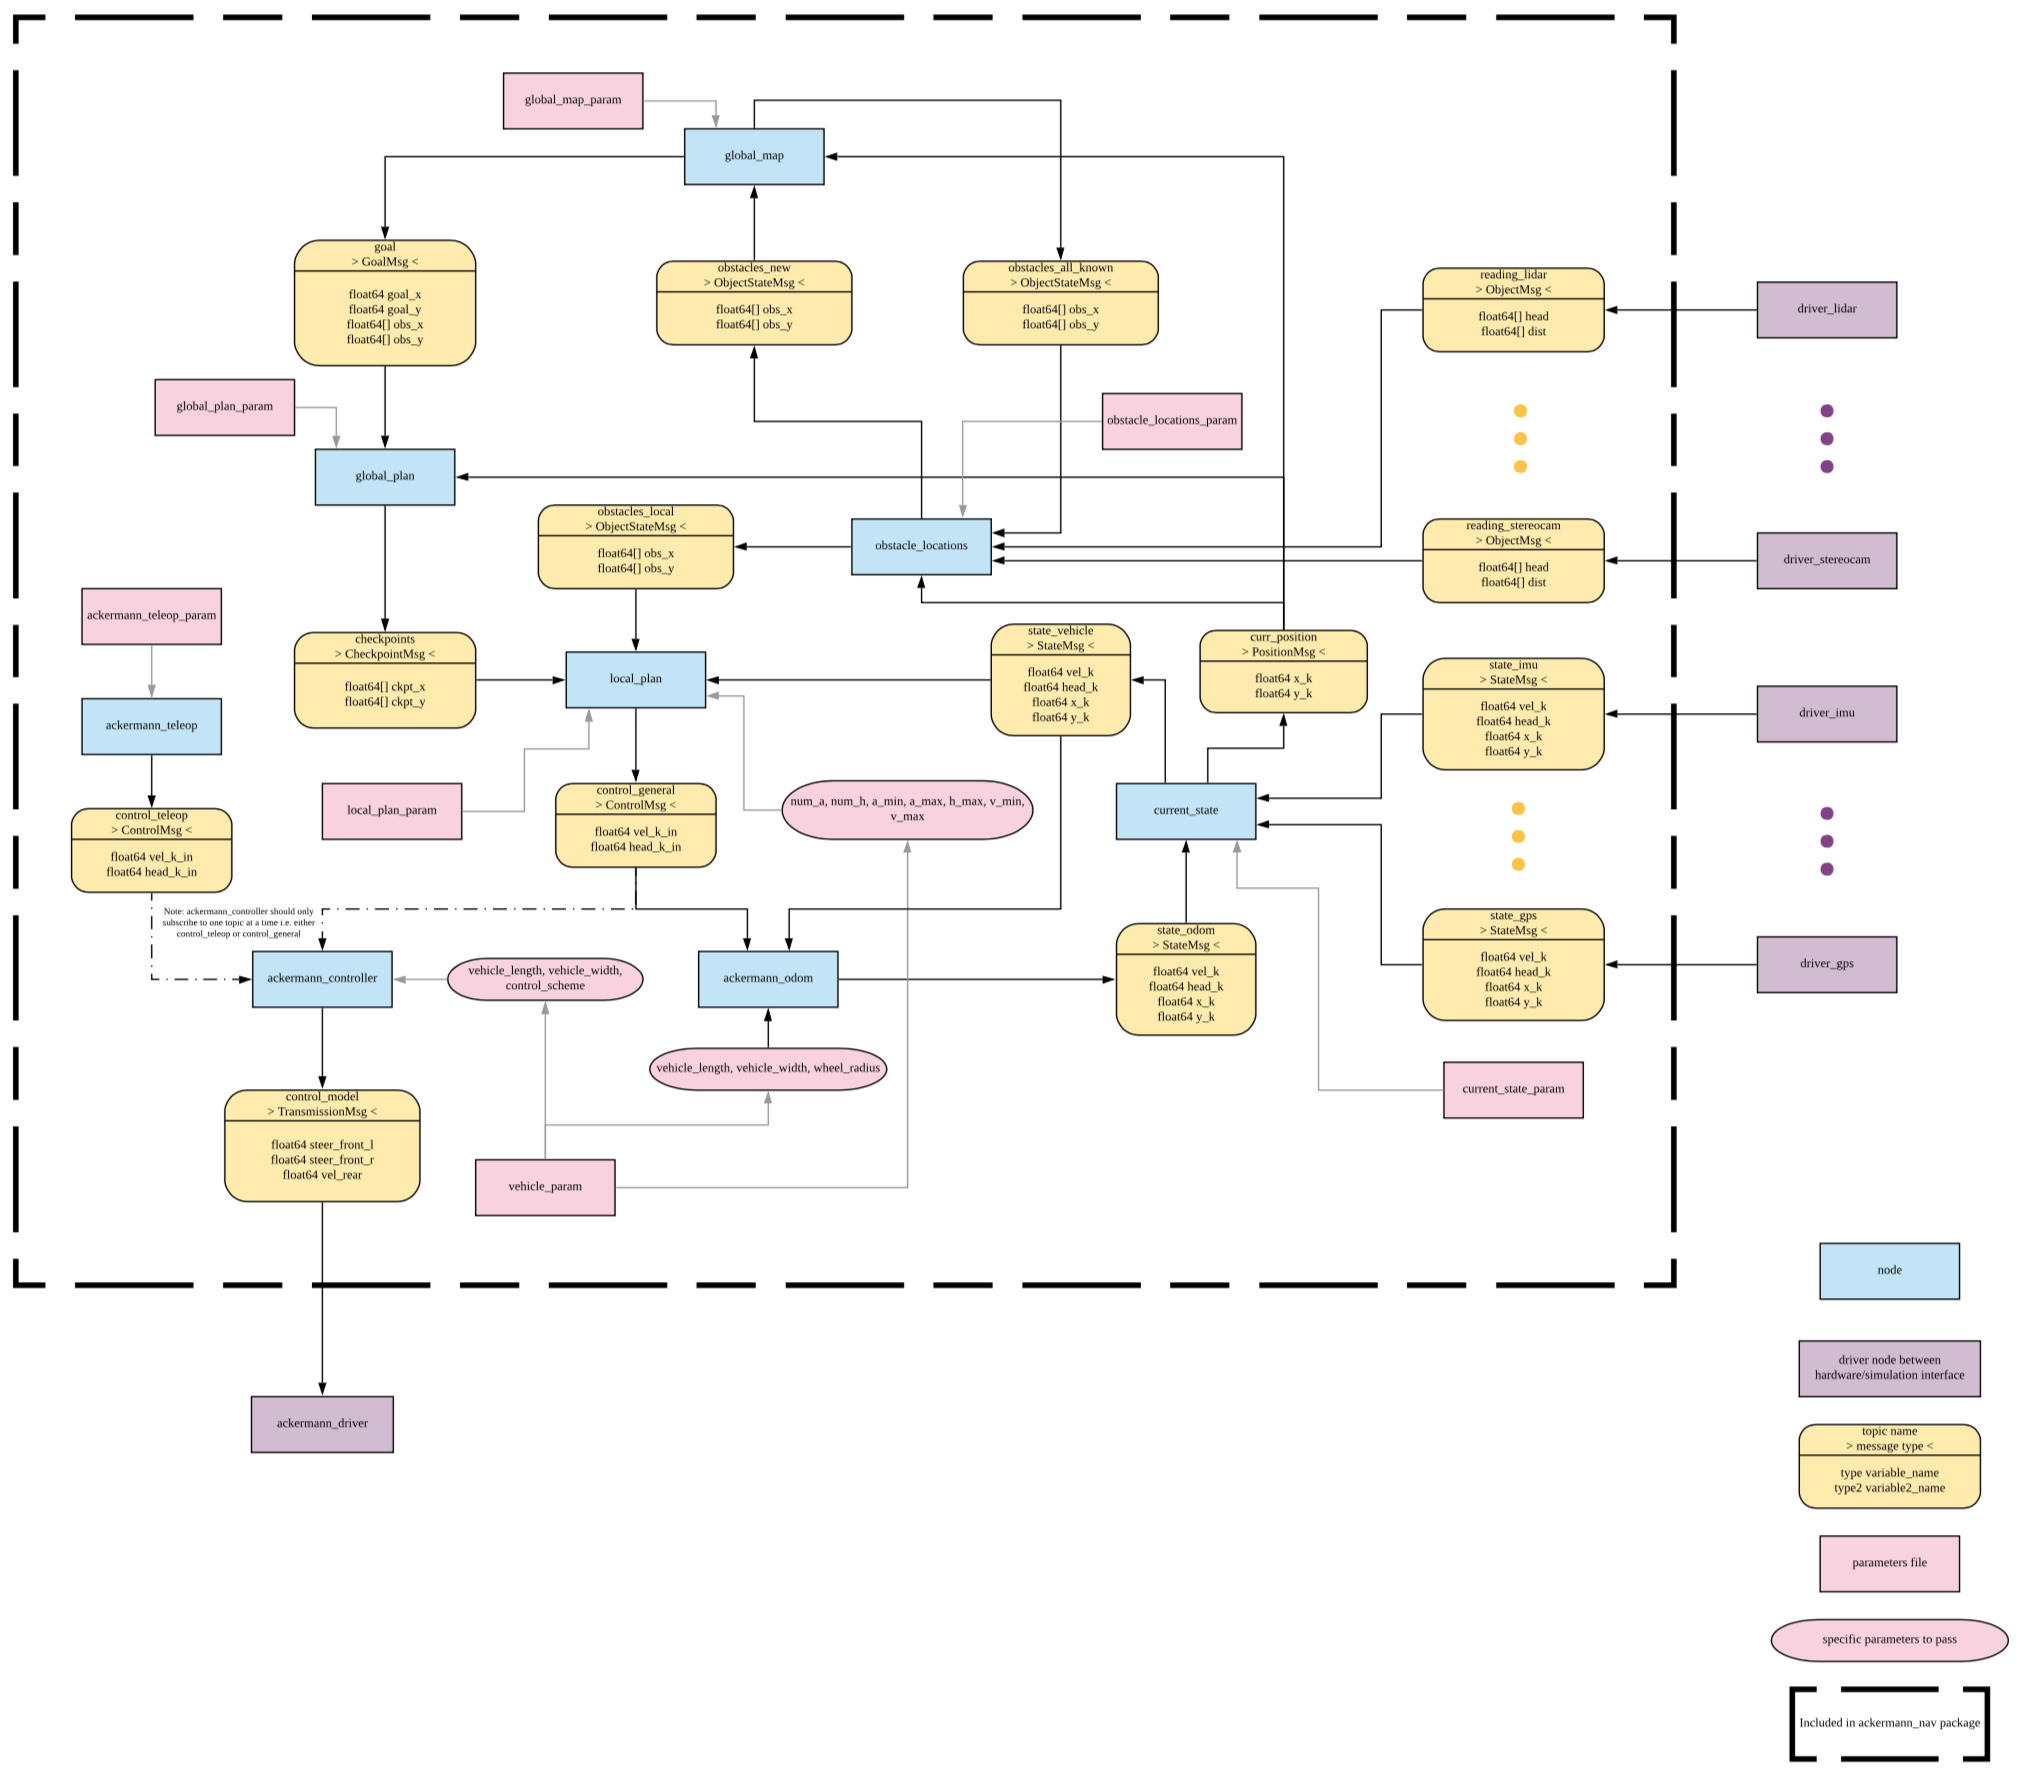 global_map_param
global_map
goal
> GoalMsg <
float64 goal_x
float64 goal_y
float64[] obs_x
float64[] obs_y
obstacles_new
> ObjectStateMsg <
float64[] obs_x
float64[] obs_y
obstacles_all_known
> ObjectStateMsg <
float64[] obs_x
float64[] obs_y
reading_lidar
> ObjectMsg <
float64[] head
float64[] dist
driver_lidar
global_plan_param
obstacle_locations_param
global_plan
obstacles_local
> ObjectStateMsg <
float64[] obs_x
float64[] obs_y
obstacle_locations
reading_stereocam
> ObjectMsg <
float64[] head
float64[] dist
driver_stereocam
ackermann_teleop_param
checkpoints
> CheckpointMsg <
float64[] ckpt_x
float64[] ckpt_y
local_plan
state_vehicle
> StateMsg <
float64 vel_k
float64 head_k
float64 x_k
float64 y_k
curr_position
> PositionMsg <
float64 x_k
float64 y_k
state_imu
> StateMsg <
float64 vel_k
float64 head_k
float64 x_k
float64 y_k
driver_imu
ackermann_teleop
local_plan_param
control_general
> ControlMsg <
float64 vel_k_in
float64 head_k_in
num_a, num_h, a_min, a_max, h_max, v_min,
v_max
current_state
control_teleop
> ControlMsg <
float64 vel_k_in
float64 head_k_in
Note: ackermann_controller should only
subscribe to one topic at a time i.e. either
control_teleop or control_general
ackermann_controller
vehicle_length, vehicle_width,
control_scheme
ackermann_odom
state_odom
> StateMsg <
float64 vel_k
float64 head_k
float64 x_k
float64 y_k
state_gps
> StateMsg <
float64 vel_k
float64 head_k
float64 x_k
float64 y_k
driver_gps
vehicle_length, vehicle_width, wheel_radius
current_state_param
control_model
> TransmissionMsg <
float64 steer_front_l
float64 steer_front_r
float64 vel_rear
vehicle_param
ackermann_driver
node
driver node between
hardware/simulation interface
topic name
> message type <
type variable_name
type2 variable2_name
parameters file
specific parameters to pass
Included in ackermann_nav package